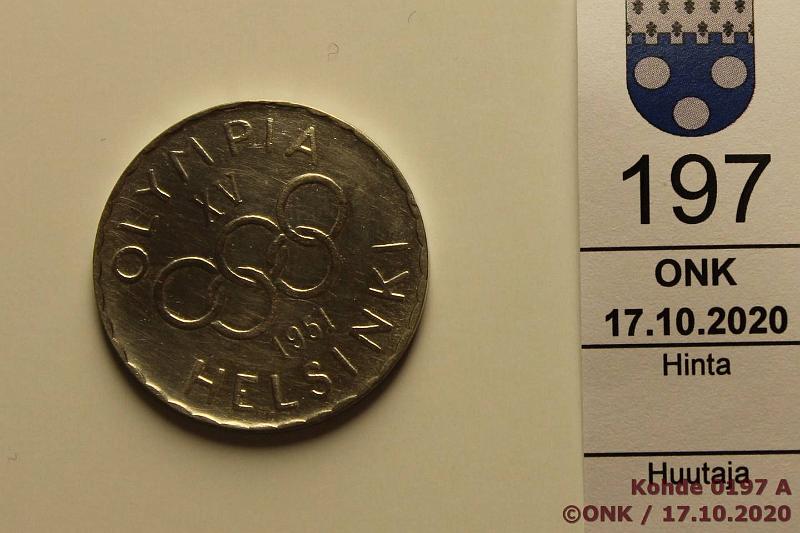 OLYMPIA
XV
1951
HELSINKI
197
ONK
17.10.2020
Hinta
Huutaja
Kohde 0197 A
©ONK / 17.10.2020